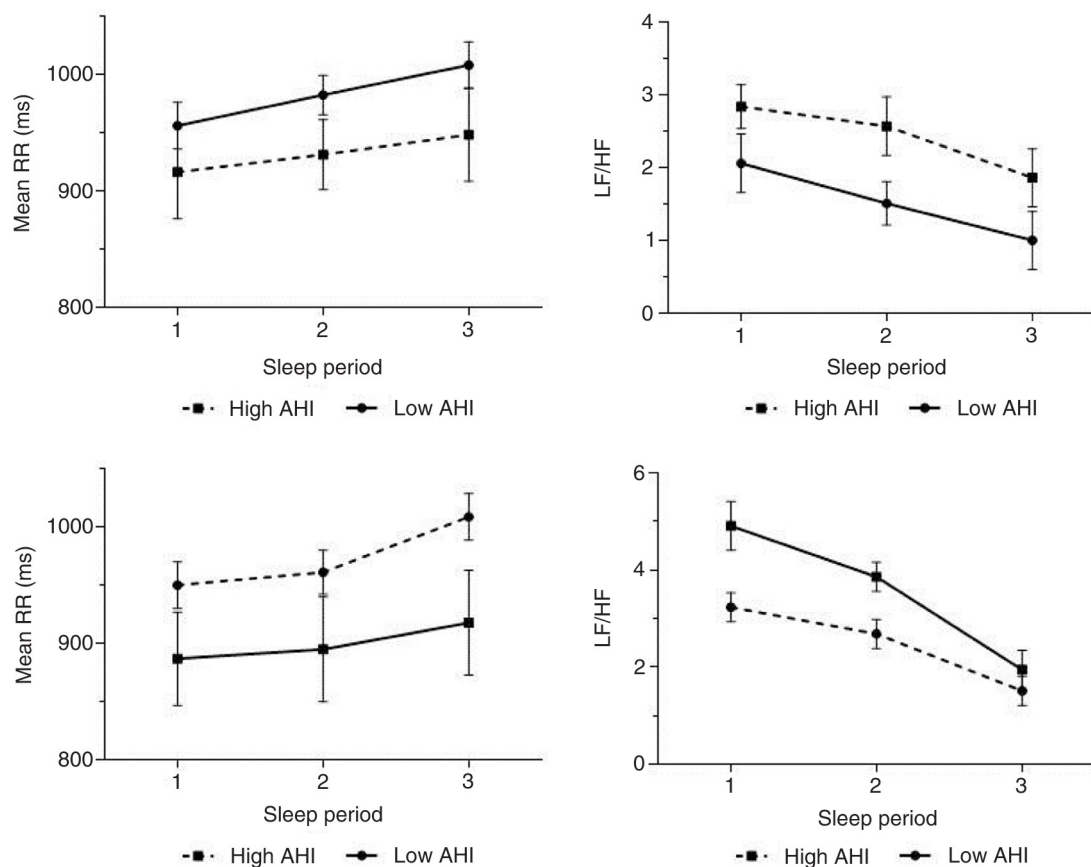 Mean RR (ms)
1000
900
800
1 2 3
Sleep period
High AHI Low AHI
LF/HF
4
3
2
1
0
1 2 3
Sleep period
High AHI Low AHI
Mean RR (ms)
1000
900
800
1 2 3
Sleep period
High AHI Low AHI
LF/HF
6
4
2
0
1 2 3
Sleep period
High AHI Low AHI